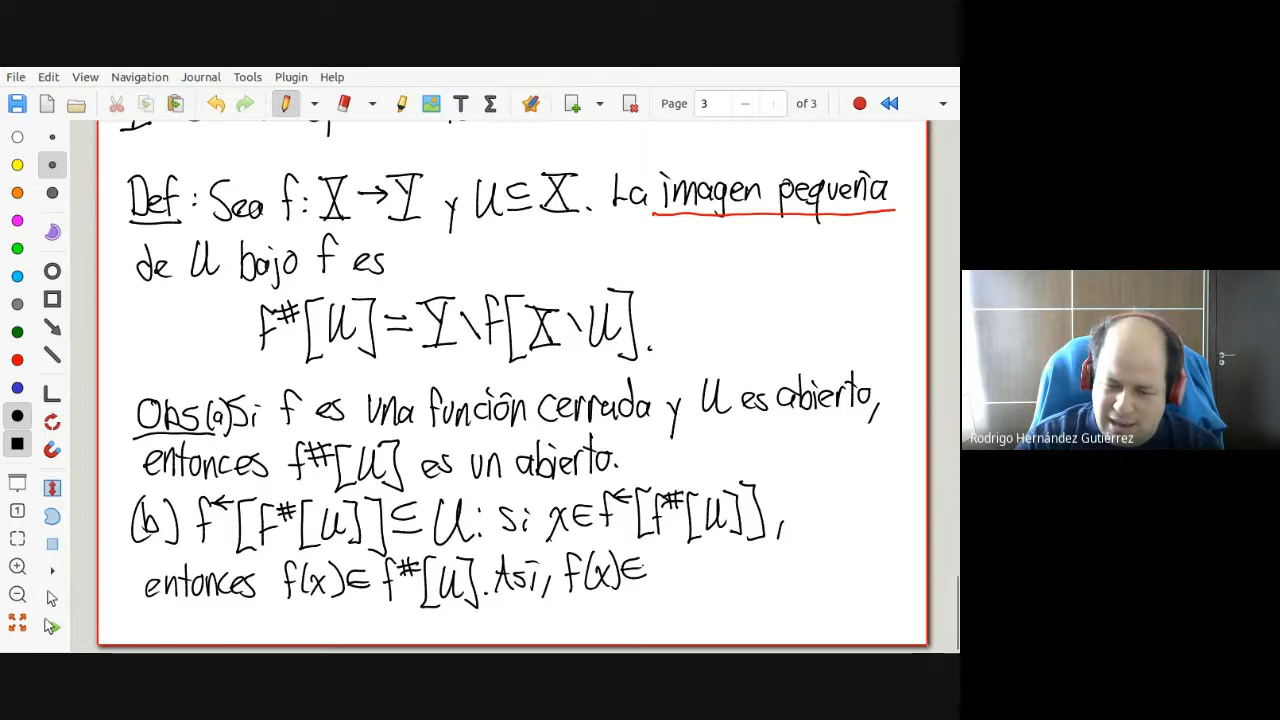 File Edit View Navigation Journal Tools Plugin Help
Page 3 of 3
Def: Sea f: X → Y y U ⊆ X. La imagen pequeña
de U bajo f es
f^#[U] = Y \ f[X \ U].
Obs (a) Si f es una función cerrada y U es abierto,
entonces f^#[U] es un abierto.
(b) f^←[f^#[U]] ⊆ U: si x ∈ f^←[f^#[U]],
entonces f(x) ∈ f^#[U]. Así, f(x) ∈
Rodrigo Hernández Gutiérrez